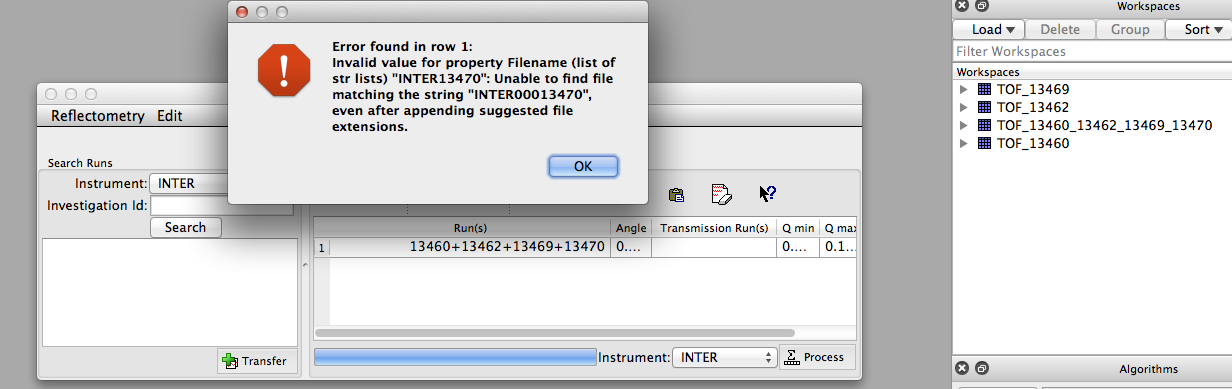 Error found in row 1:
Invalid value for property Filename (list of
str lists) "INTER13470": Unable to find file
matching the string "INTER00013470",
even after appending suggested file
extensions.
OK
Reflectometry Edit
Search Runs
Instrument: INTER
Investigation Id:
Search
Transfer
Run(s) Angle Transmission Run(s) Q min Q max
1 13460+13462+13469+13470 0.... 0.... 0.1...
Instrument: INTER Process
Workspaces
Load Delete Group Sort
Filter Workspaces
Workspaces
TOF_13469
TOF_13462
TOF_13460_13462_13469_13470
TOF_13460
Algorithms